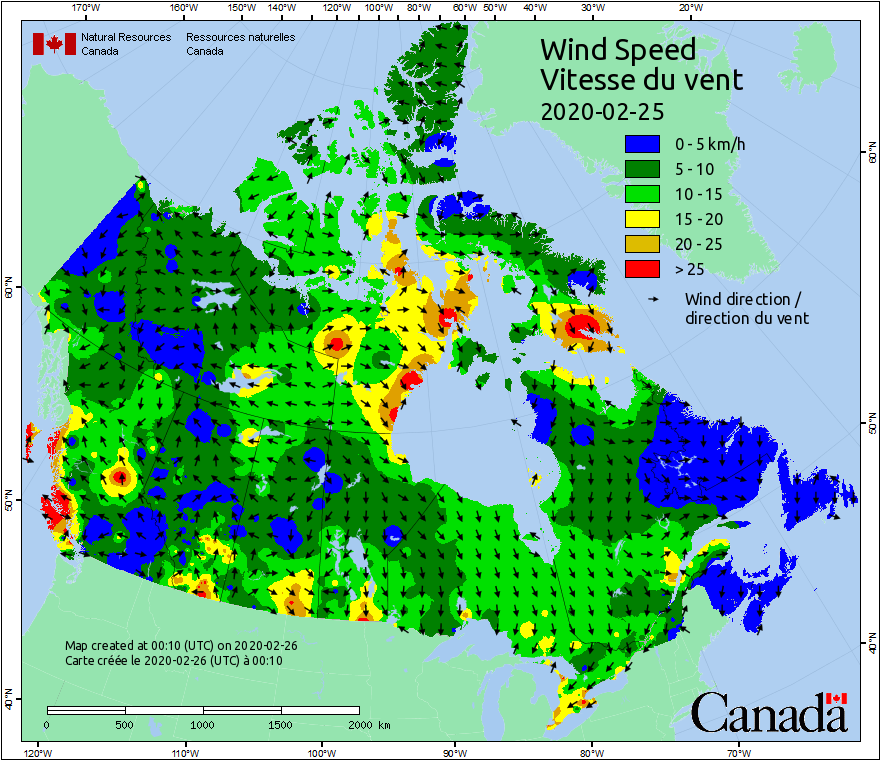 170°W 160°W 150°W 140°W 130°W 120°W 110°W 100°W 90°W 80°W 70°W 60°W 50°W 40°W 30°W 20°W
Natural Resources Canada
Ressources naturelles Canada
Wind Speed
Vitesse du vent
2020-02-25
0 - 5 km/h
5 - 10
10 - 15
15 - 20
20 - 25
> 25
Wind direction /
direction du vent
60°N
50°N
40°N
60°N
50°N
40°N
Map created at 00:10 (UTC) on 2020-02-26
Carte créée le 2020-02-26 (UTC) à 00:10
0 500 1000 1500 2000 km
Canada
120°W 110°W 100°W 90°W 80°W 70°W